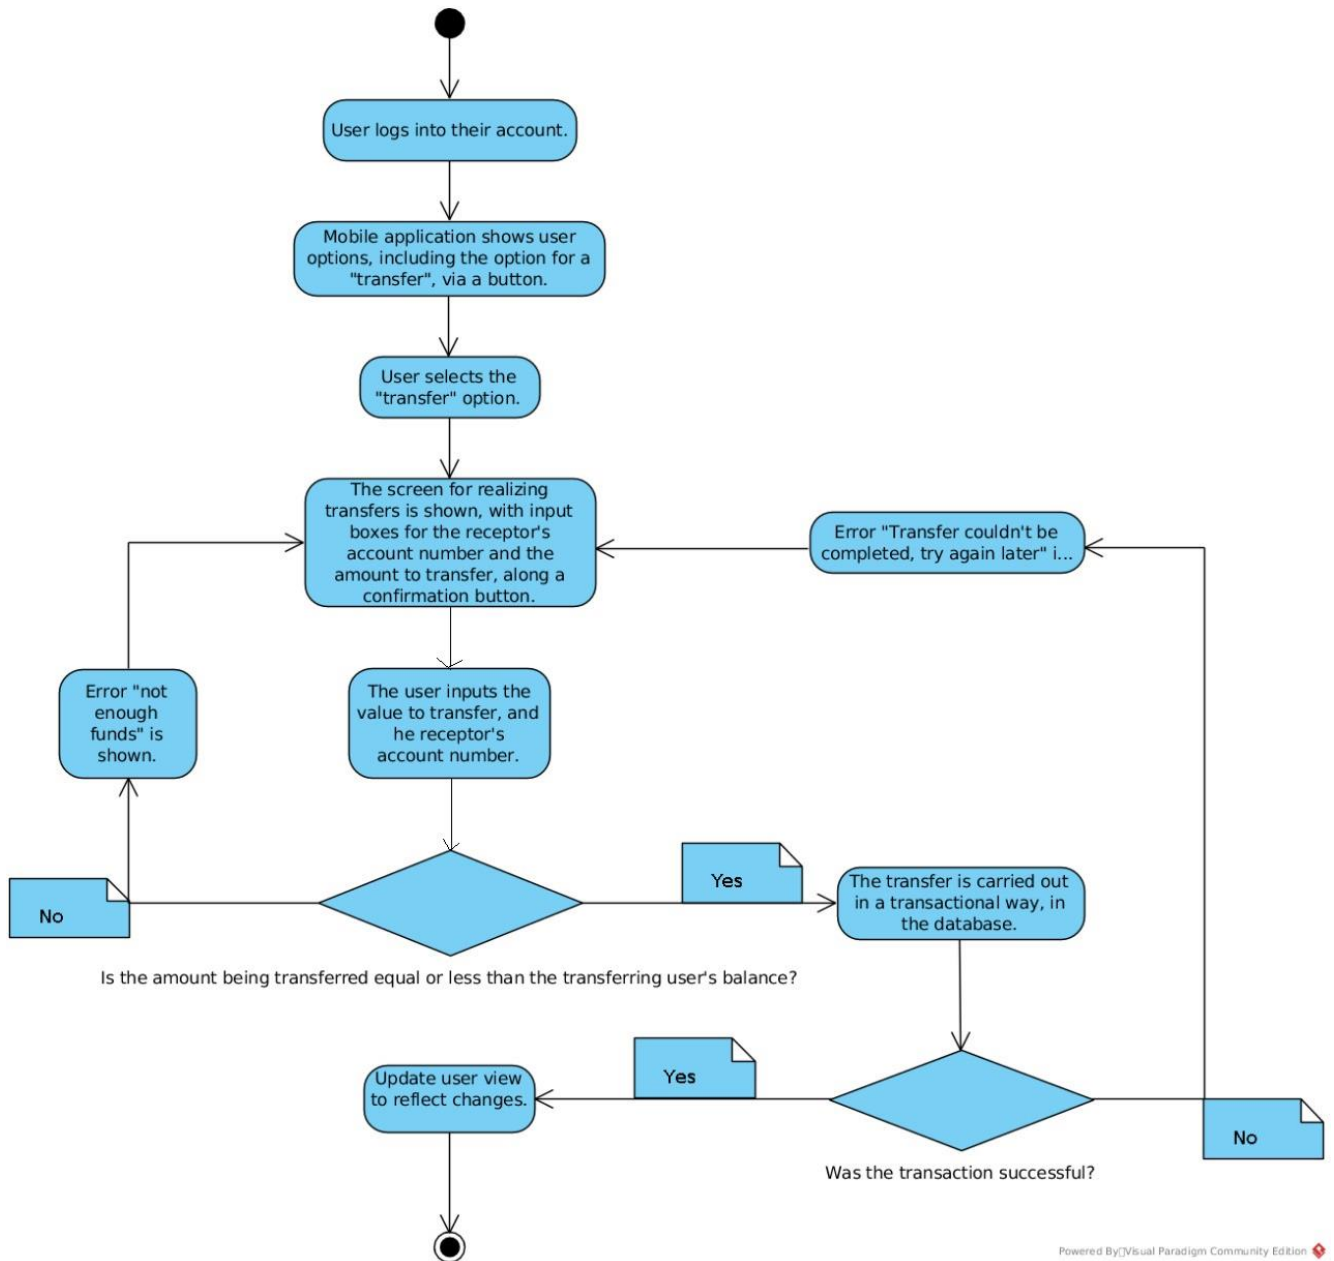 User logs into their account.
Mobile application shows user
options, including the option for a
"transfer", via a button.
User selects the
"transfer" option.
The screen for realizing
transfers is shown, with input
boxes for the receptor's
account number and the
amount to transfer, along a
confirmation button.
Error "Transfer couldn't be
completed, try again later" i...
Error "not
enough
funds" is
shown.
The user inputs the
value to transfer, and
he receptor's
account number.
No
Yes
The transfer is carried out
in a transactional way, in
the database.
Is the amount being transferred equal or less than the transferring user's balance?
Update user view
to reflect changes.
Yes
No
Was the transaction successful?
Powered By Visual Paradigm Community Edition